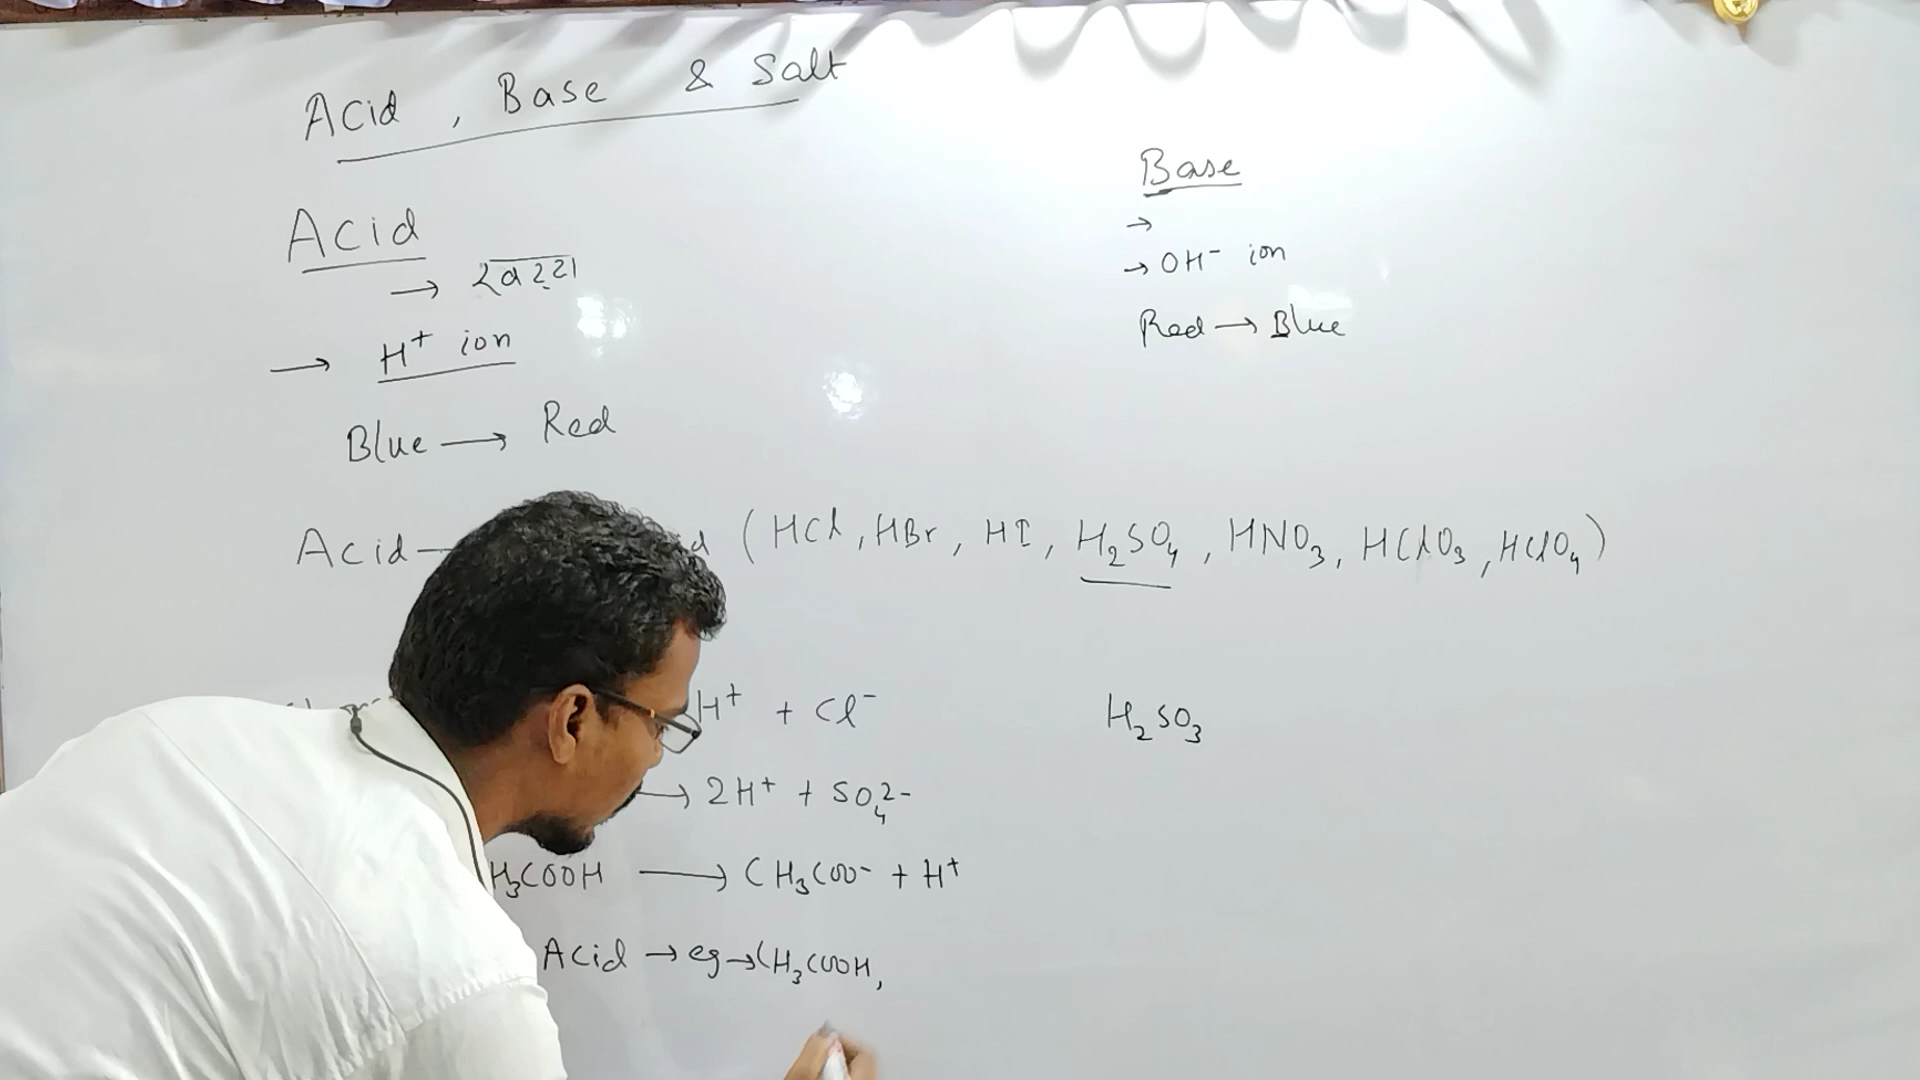 Acid, Base & Salt
Acid
→
→ H⁺ ion
Blue → Red
Base
→
→ OH⁻ ion
Red → Blue
Acid (HCl, HBr, HI, H₂SO₄, HNO₃, HClO₃, HClO₄)
H⁺ + Cl⁻
→ 2H⁺ + SO₄²⁻
H₃COOH → CH₃COO⁻ + H⁺
Acid → eg → CH₃COOH,
H₂SO₃